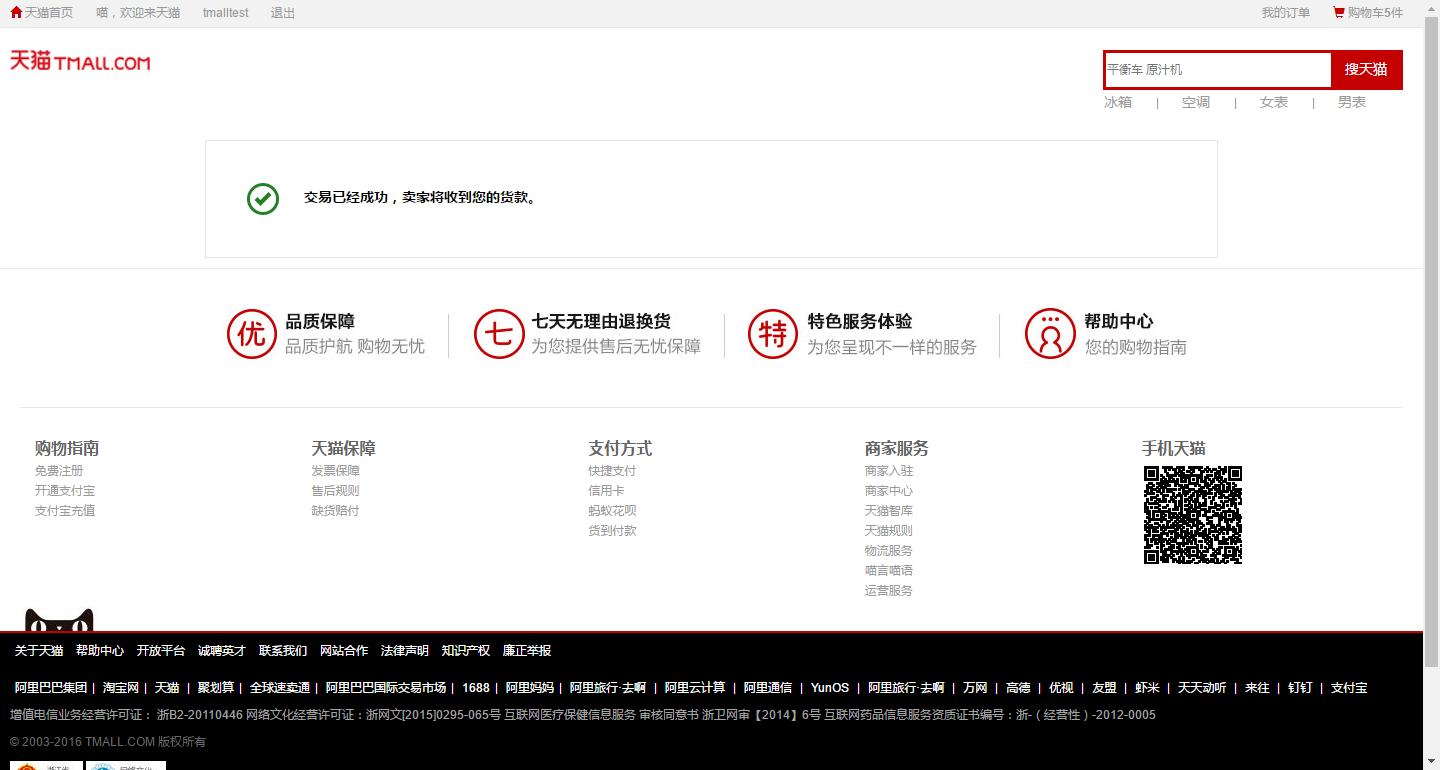 天猫首页 喵，欢迎来天猫 tmalltest 退出 我的订单 购物车5件
天猫 TMALL.COM
平衡车 原汁机 搜天猫
冰箱 | 空调 | 女表 | 男表
交易已经成功，卖家将收到您的货款。
优 品质保障 七 七天无理由退换货 特 特色服务体验 帮助中心
品质护航 购物无忧 为您提供售后无忧保障 为您呈现不一样的服务 您的购物指南
购物指南 天猫保障 支付方式 商家服务 手机天猫
免费注册 发票保障 快捷支付 商家入驻
开通支付宝 售后规则 信用卡 商家中心
支付宝充值 缺货赔付 蚂蚁花呗 天猫智库
货到付款 天猫规则
物流服务
喵言喵语
运营服务
关于天猫 帮助中心 开放平台 诚聘英才 联系我们 网站合作 法律声明 知识产权 廉正举报
阿里巴巴集团 | 淘宝网 | 天猫 | 聚划算 | 全球速卖通 | 阿里巴巴国际交易市场 | 1688 | 阿里妈妈 | 阿里旅行·去啊 | 阿里云计算 | 阿里通信 | YunOS | 阿里旅行·去啊 | 万网 | 高德 | 优视 | 友盟 | 虾米 | 天天动听 | 来往 | 钉钉 | 支付宝
增值电信业务经营许可证： 浙B2-20110446 网络文化经营许可证：浙网文[2015]0295-065号 互联网医疗保健信息服务 审核同意书 浙卫网审【2014】6号 互联网药品信息服务资质证书编号：浙-（经营性）-2012-0005
© 2003-2016 TMALL.COM 版权所有